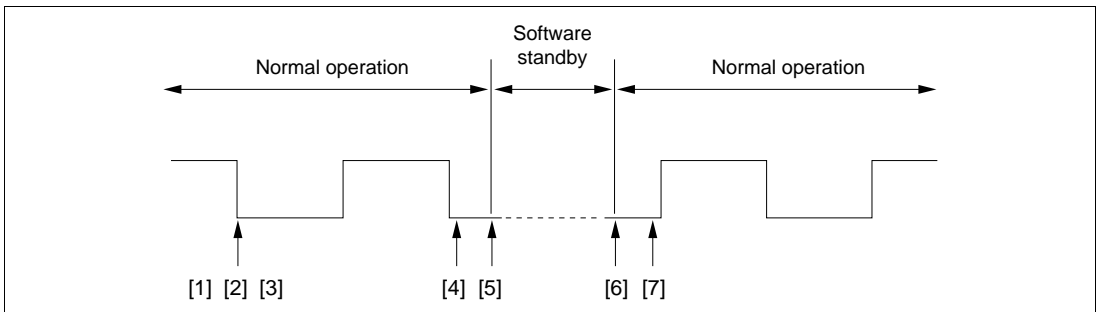 Software
standby
Normal operation
Normal operation
[1] [2] [3]
[4] [5]
[6] [7]